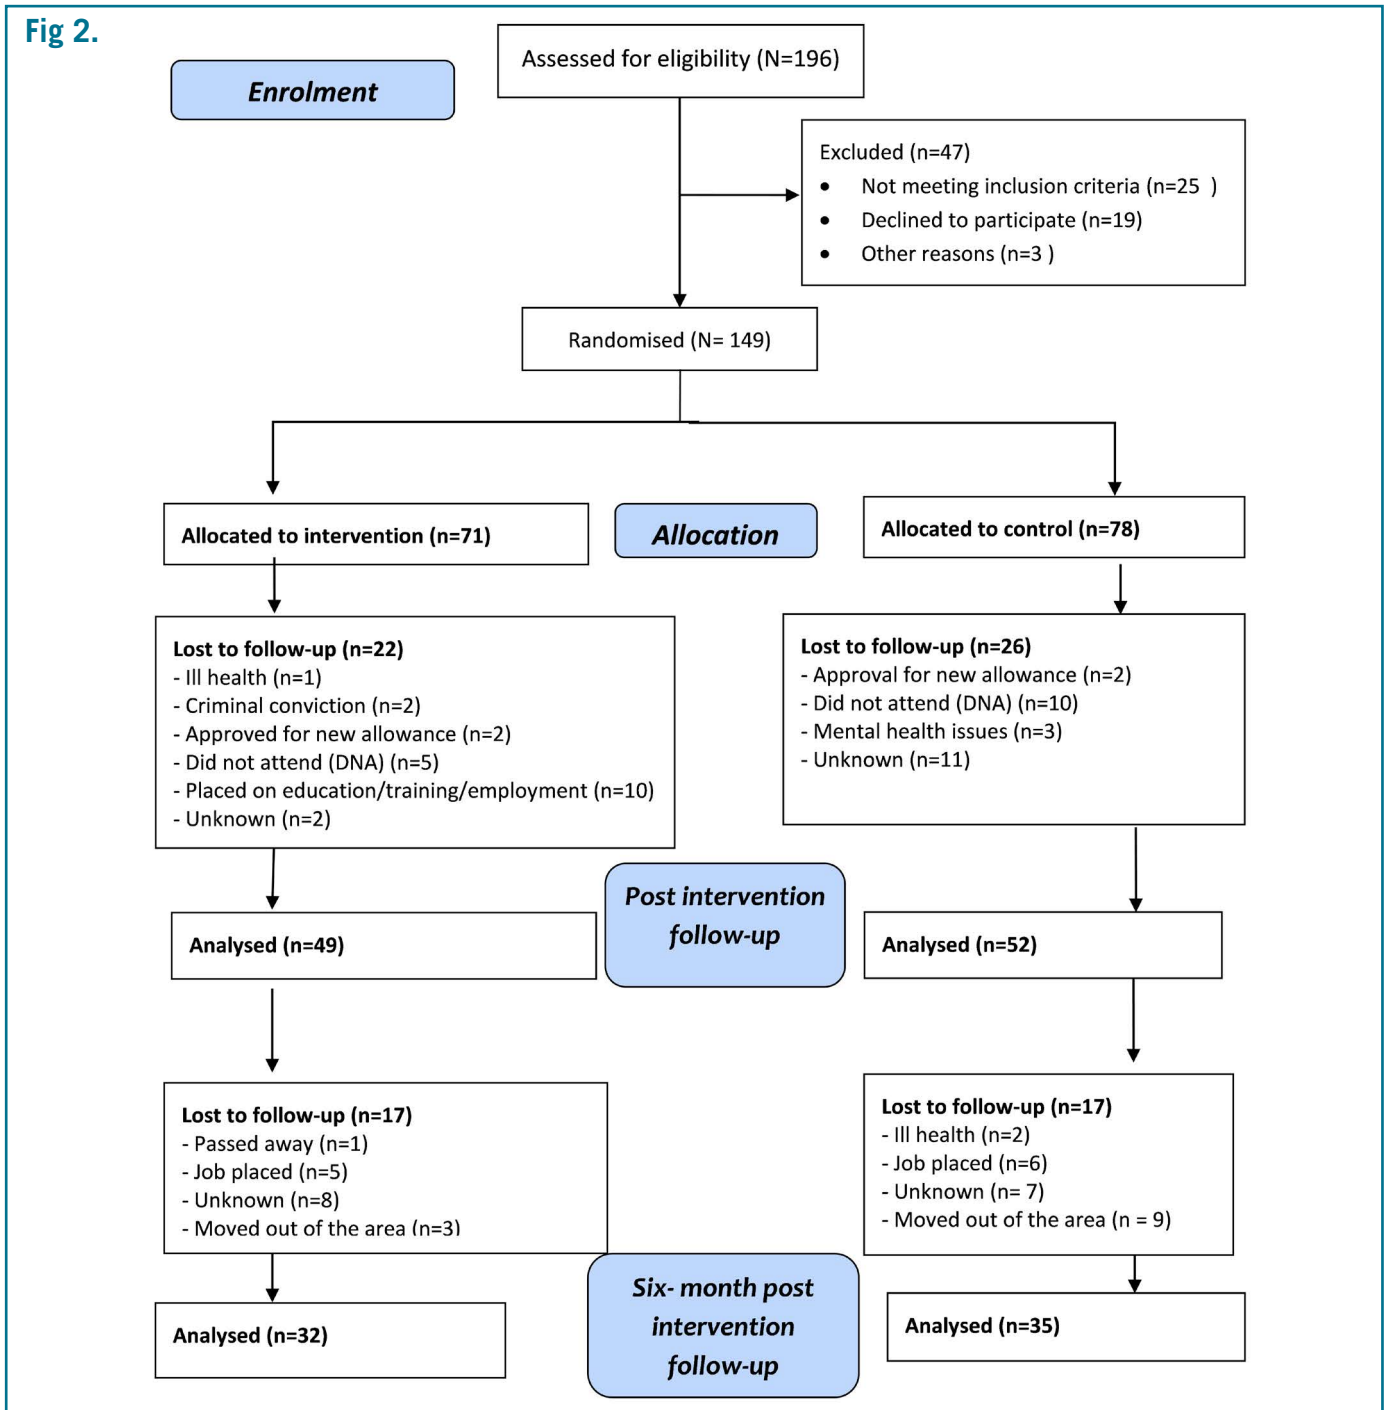 Fig 2.
Assessed for eligibility (N=196)
Enrolment
Excluded (n=47)
• Not meeting inclusion criteria (n=25 )
• Declined to participate (n=19)
• Other reasons (n=3 )
Randomised (N= 149)
Allocated to intervention (n=71)
Allocation
Allocated to control (n=78)
Lost to follow-up (n=22)
- Ill health (n=1)
- Criminal conviction (n=2)
- Approved for new allowance (n=2)
- Did not attend (DNA) (n=5)
- Placed on education/training/employment (n=10)
- Unknown (n=2)
Lost to follow-up (n=26)
- Approval for new allowance (n=2)
- Did not attend (DNA) (n=10)
- Mental health issues (n=3)
- Unknown (n=11)
Post intervention
follow-up
Analysed (n=49)
Analysed (n=52)
Lost to follow-up (n=17)
- Passed away (n=1)
- Job placed (n=5)
- Unknown (n=8)
- Moved out of the area (n=3)
Lost to follow-up (n=17)
- Ill health (n=2)
- Job placed (n=6)
- Unknown (n= 7)
- Moved out of the area (n = 9)
Six- month post
intervention
follow-up
Analysed (n=32)
Analysed (n=35)